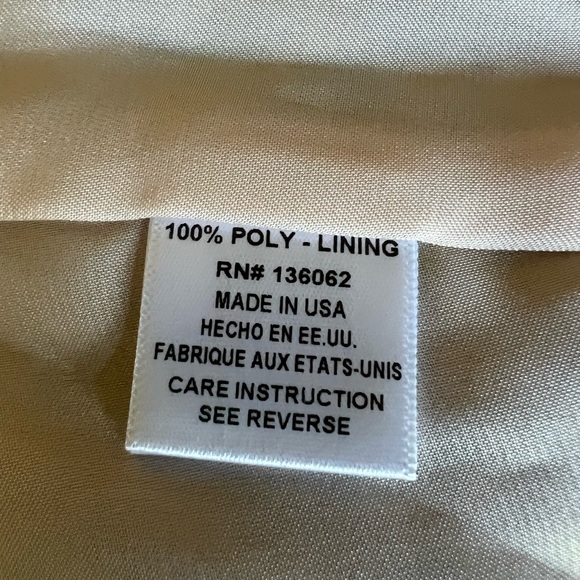 100% POLY - LINING
RN# 136062
MADE IN USA
HECHO EN EE.UU.
FABRIQUE AUX ETATS-UNIS
CARE INSTRUCTION
SEE REVERSE